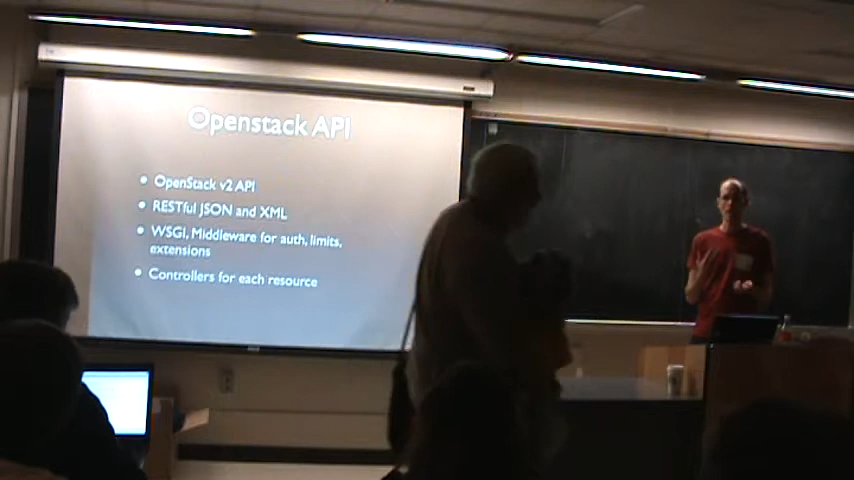 Openstack API
• OpenStack v2 API
• RESTful JSON and XML
• WSGI, Middleware for auth, limits,
extensions
• Controllers for each resource